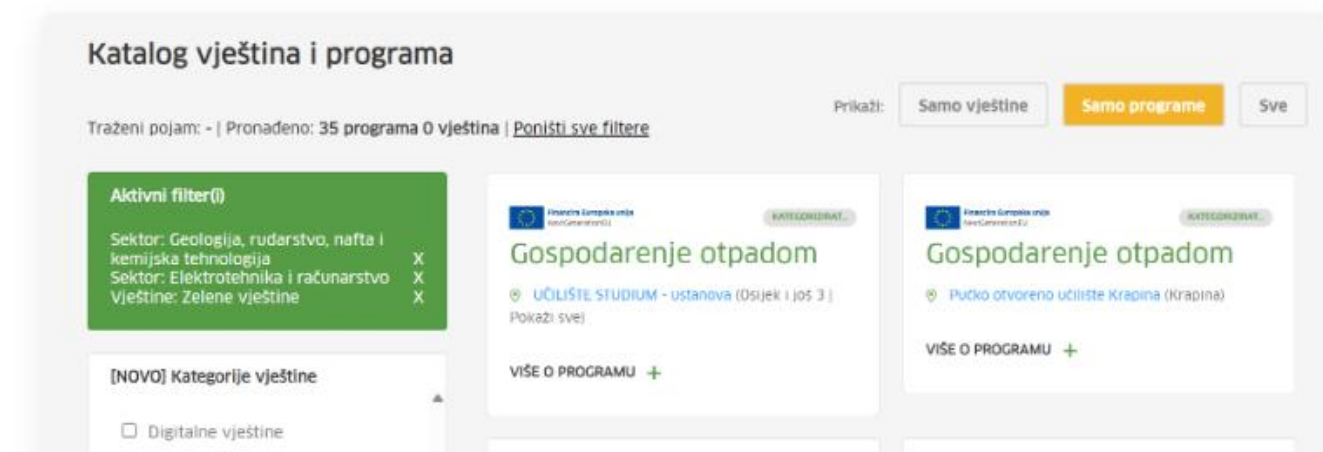 Katalog vještina i programa
Prikaži: Samo vještine Samo programe Sve
Traženi pojam: - | Pronađeno: 35 programa 0 vještina | Poništi sve filtere
Aktivni filter(i)
Sektor: Geologija, rudarstvo, nafta i
kemijska tehnologija X
Sektor: Elektrotehnika i računarstvo X
Vještine: Zelene vještine X
[NOVO] Kategorije vještine
Digitalne vještine
Financira Europska unija
NextGenerationEU
KATEGORIZIRAT...
Gospodarenje otpadom
UČILIŠTE STUDIUM - ustanova (Osijek i još 3 |
Pokaži sve)
VIŠE O PROGRAMU +
Financira Europska unija
NextGenerationEU
KATEGORIZIRAT...
Gospodarenje otpadom
Pučko otvoreno učilište Krapina (Krapina)
VIŠE O PROGRAMU +